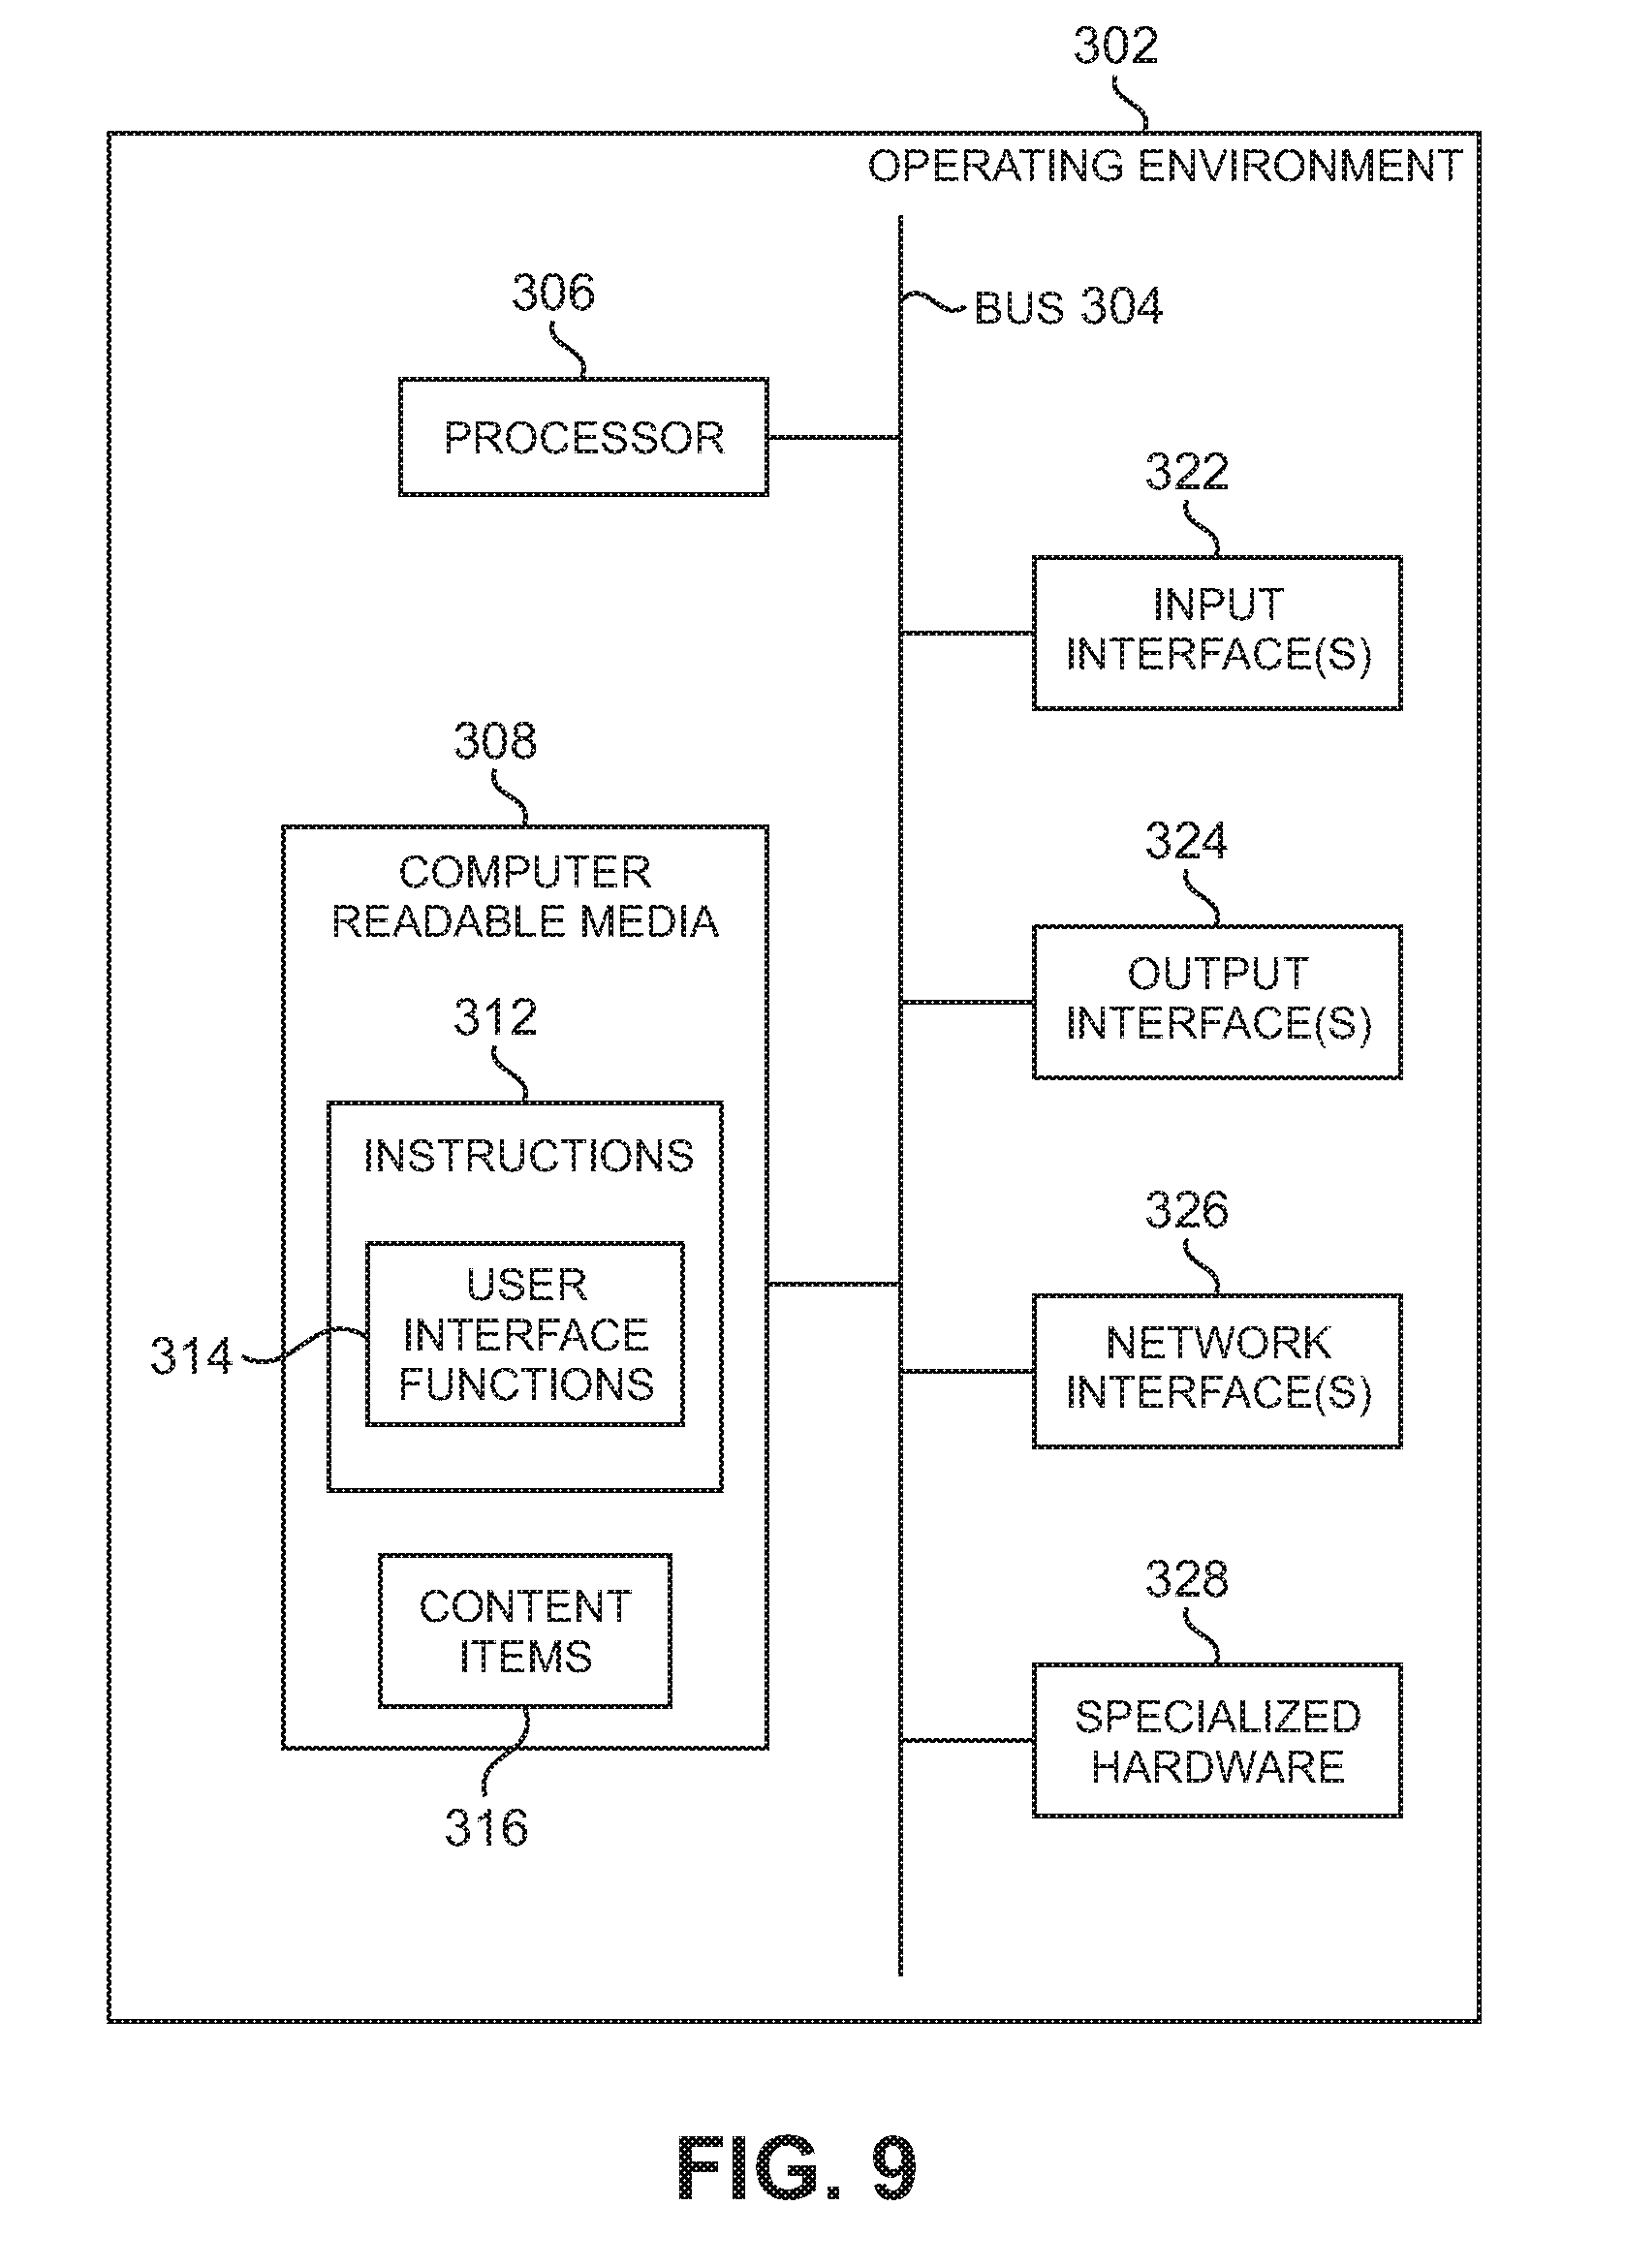 302
OPERATING ENVIRONMENT
306
BUS 304
PROCESSOR
322
INPUT
INTERFACE(S)
308
COMPUTER
READABLE MEDIA
324
OUTPUT
INTERFACE(S)
312
INSTRUCTIONS
314
USER
INTERFACE
FUNCTIONS
326
NETWORK
INTERFACE(S)
CONTENT
ITEMS
316
328
SPECIALIZED
HARDWARE
FIG. 9